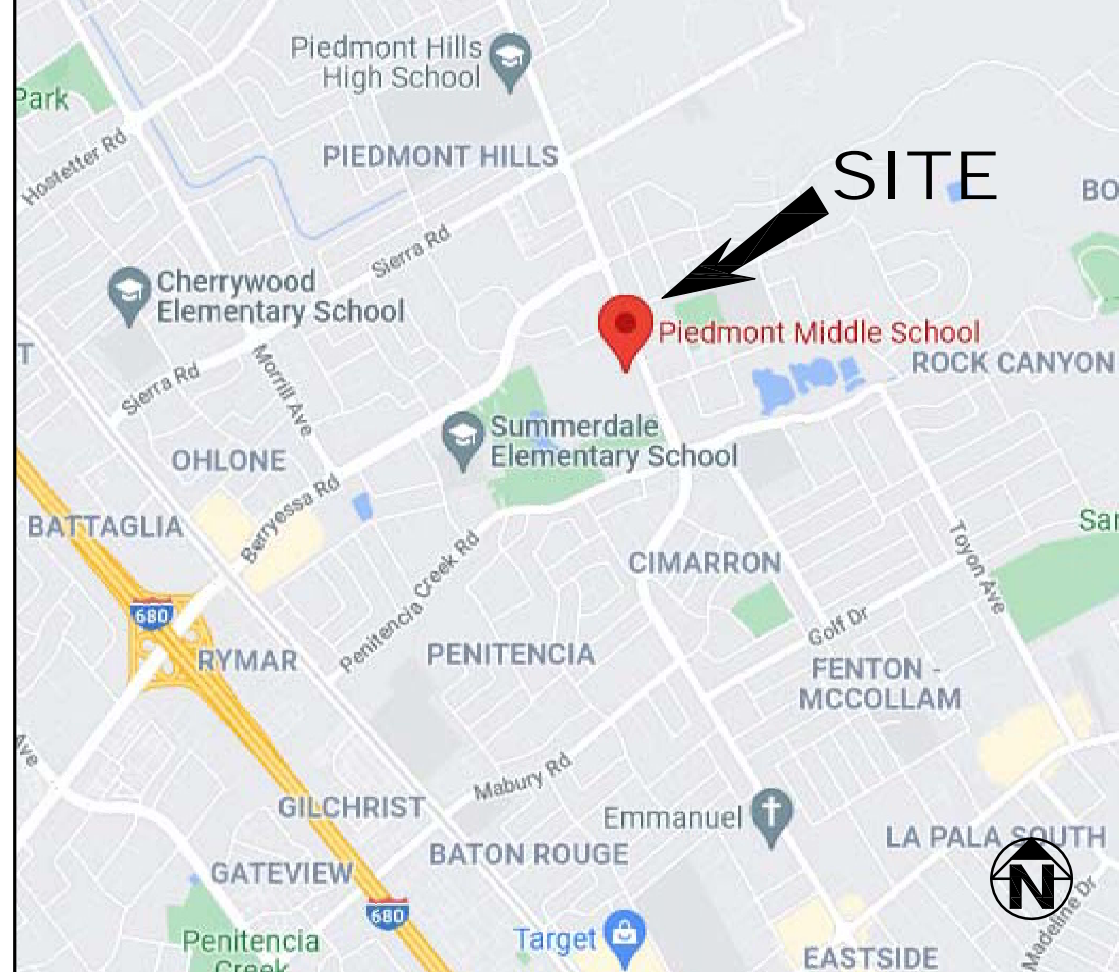 Piedmont Hills
High School
Park
Hostetter Rd
PIEDMONT HILLS
SITE
BO
Sierra Rd
Cherrywood
Elementary School
Piedmont Middle School
T
ROCK CANYON
Morrill Ave
Sierra Rd
Summerdale
Elementary School
OHLONE
Berryessa Rd
BATTAGLIA
San
Toyon Ave
CIMARRON
Penitencia Creek Rd
680
Golf Dr
RYMAR
PENITENCIA
FENTON -
MCCOLLAM
Ave
Mabury Rd
GILCHRIST
Emmanuel
LA PALA SOUTH
BATON ROUGE
GATEVIEW
N
Madeline Dr
680
Penitencia
Creek
Target
EASTSIDE